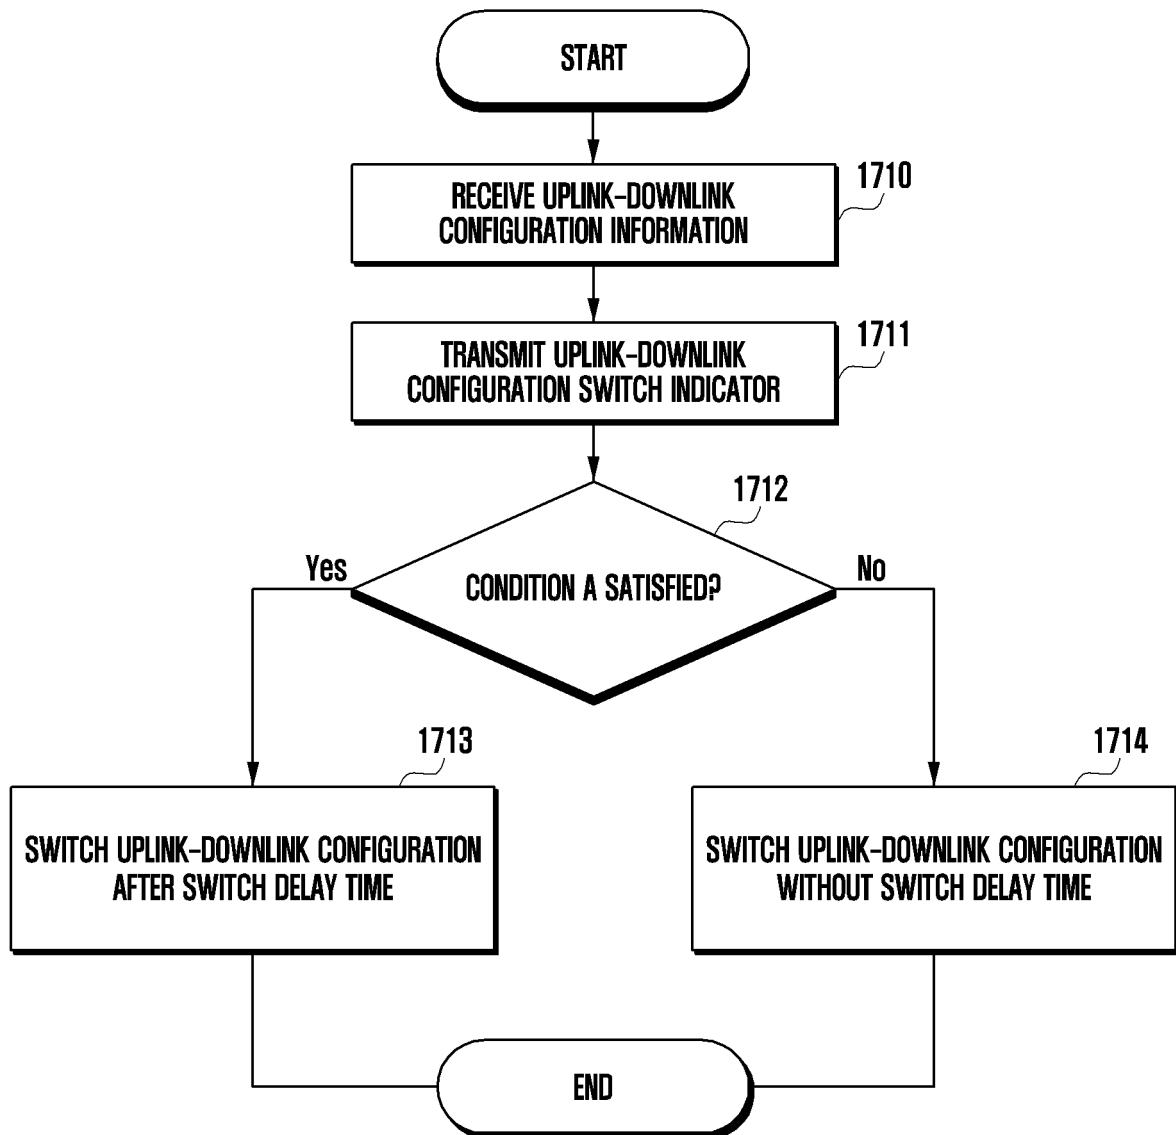 START
1710
RECEIVE UPLINK-DOWNLINK
CONFIGURATION INFORMATION
1711
TRANSMIT UPLINK-DOWNLINK
CONFIGURATION SWITCH INDICATOR
1712
Yes
CONDITION A SATISFIED?
No
1713
SWITCH UPLINK-DOWNLINK CONFIGURATION
AFTER SWITCH DELAY TIME
1714
SWITCH UPLINK-DOWNLINK CONFIGURATION
WITHOUT SWITCH DELAY TIME
END